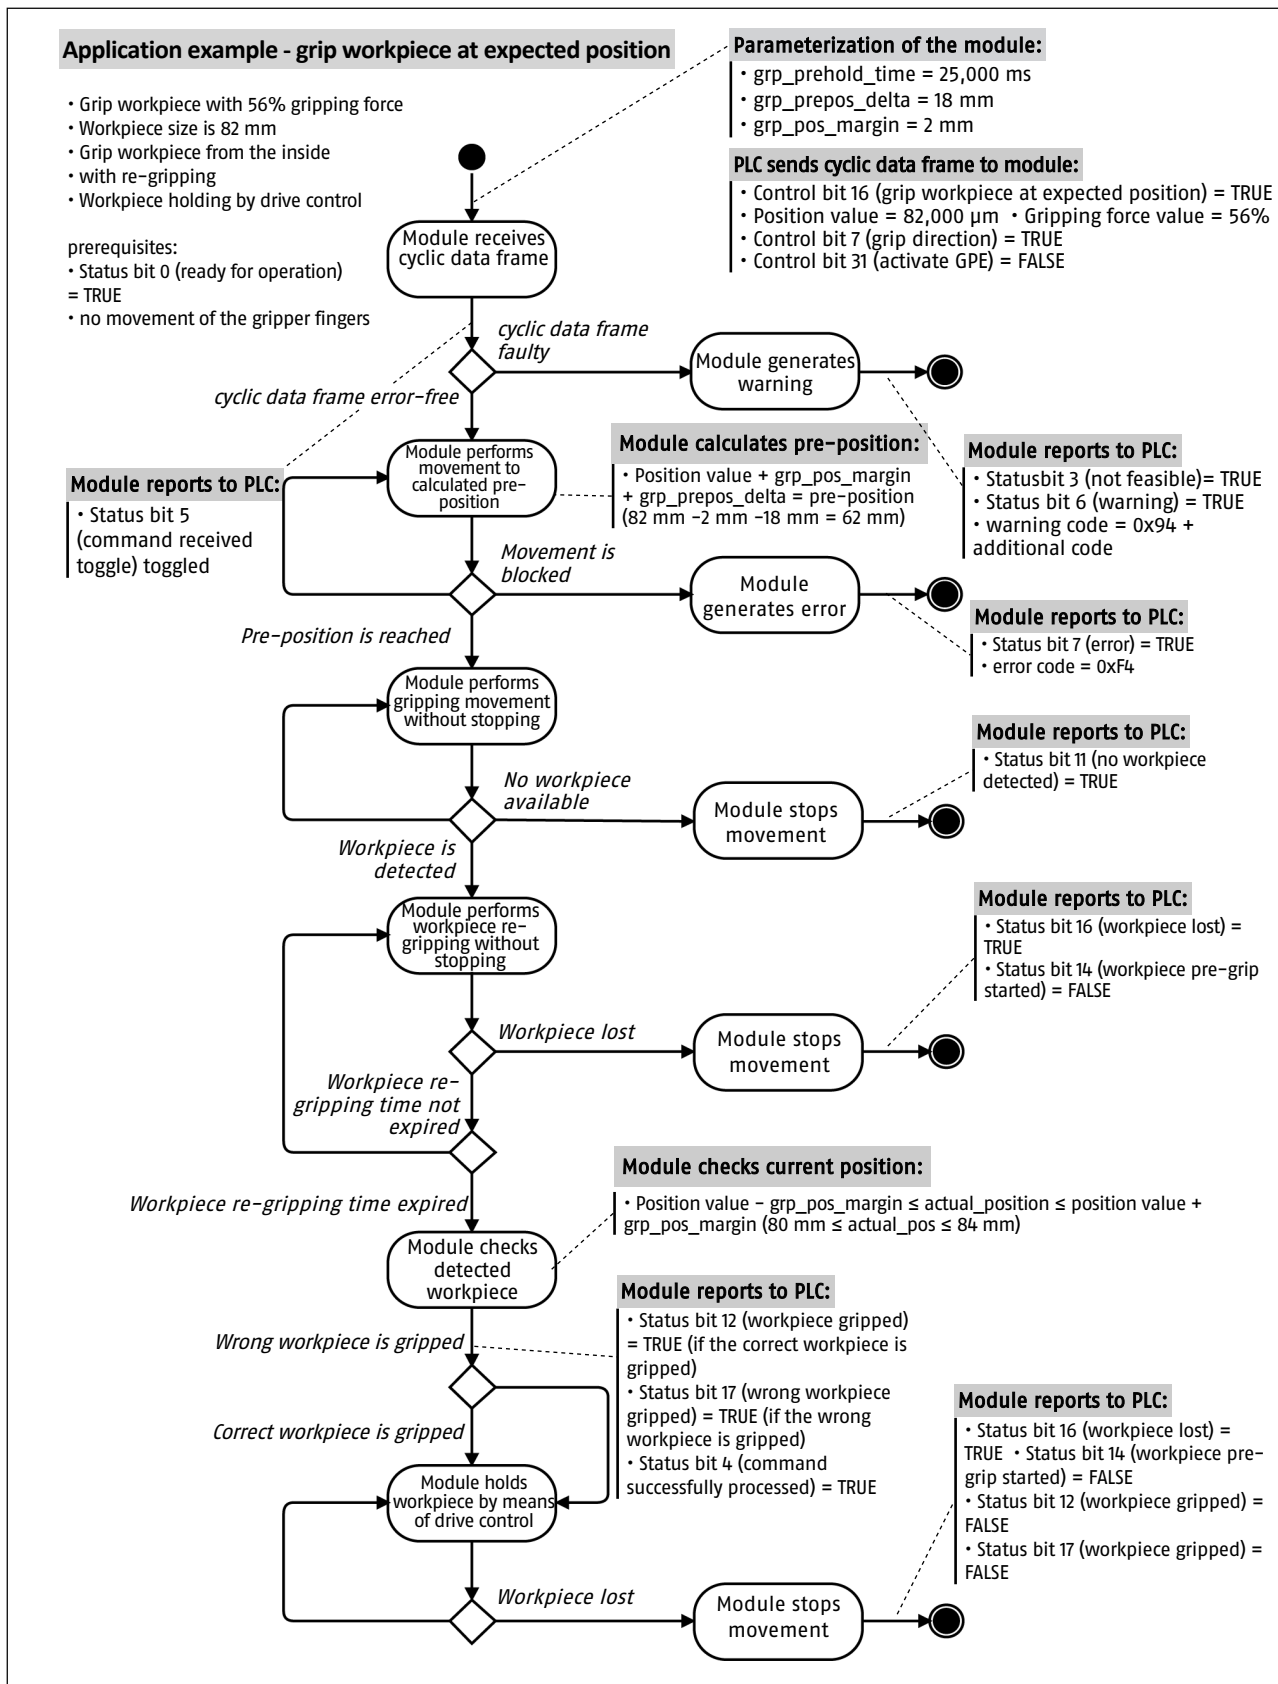 Application example - grip workpiece at expected position
• Grip workpiece with 56% gripping force
• Workpiece size is 82 mm
• Grip workpiece from the inside
• with re-gripping
• Workpiece holding by drive control
prerequisites:
• Status bit 0 (ready for operation)
= TRUE
• no movement of the gripper fingers
Parameterization of the module:
• grp_prehold_time = 25,000 ms
• grp_prepos_delta = 18 mm
• grp_pos_margin = 2 mm
PLC sends cyclic data frame to module:
• Control bit 16 (grip workpiece at expected position) = TRUE
• Position value = 82,000 µm • Gripping force value = 56%
• Control bit 7 (grip direction) = TRUE
• Control bit 31 (activate GPE) = FALSE
Module receives
cyclic data frame
cyclic data frame
faulty
Module generates
warning
cyclic data frame error-free
Module reports to PLC:
• Statusbit 3 (not feasible)= TRUE
• Status bit 6 (warning) = TRUE
• warning code = 0x94 +
additional code
Module reports to PLC:
• Status bit 5
(command received
toggle) toggled
Module performs
movement to
calculated pre-
position
Module calculates pre-position:
• Position value + grp_pos_margin
+ grp_prepos_delta = pre-position
(82 mm -2 mm -18 mm = 62 mm)
Movement is
blocked
Module
generates error
Module reports to PLC:
• Status bit 7 (error) = TRUE
• error code = 0xF4
Pre-position is reached
Module performs
gripping movement
without stopping
No workpiece
available
Module stops
movement
Module reports to PLC:
• Status bit 11 (no workpiece
detected) = TRUE
Workpiece is
detected
Module performs
workpiece re-
gripping without
stopping
Workpiece lost
Module stops
movement
Module reports to PLC:
• Status bit 16 (workpiece lost) =
TRUE
• Status bit 14 (workpiece pre-grip
started) = FALSE
Workpiece re-
gripping time not
expired
Workpiece re-gripping time expired
Module checks
detected
workpiece
Module checks current position:
• Position value - grp_pos_margin ≤ actual_position ≤ position value +
grp_pos_margin (80 mm ≤ actual_pos ≤ 84 mm)
Wrong workpiece is gripped
Module reports to PLC:
• Status bit 12 (workpiece gripped)
= TRUE (if the correct workpiece is
gripped)
• Status bit 17 (wrong workpiece
gripped) = TRUE (if the wrong
workpiece is gripped)
• Status bit 4 (command
successfully processed) = TRUE
Correct workpiece is gripped
Module holds
workpiece by means
of drive control
Workpiece lost
Module stops
movement
Module reports to PLC:
• Status bit 16 (workpiece lost) =
TRUE • Status bit 14 (workpiece pre-
grip started) = FALSE
• Status bit 12 (workpiece gripped) =
FALSE
• Status bit 17 (workpiece gripped) =
FALSE